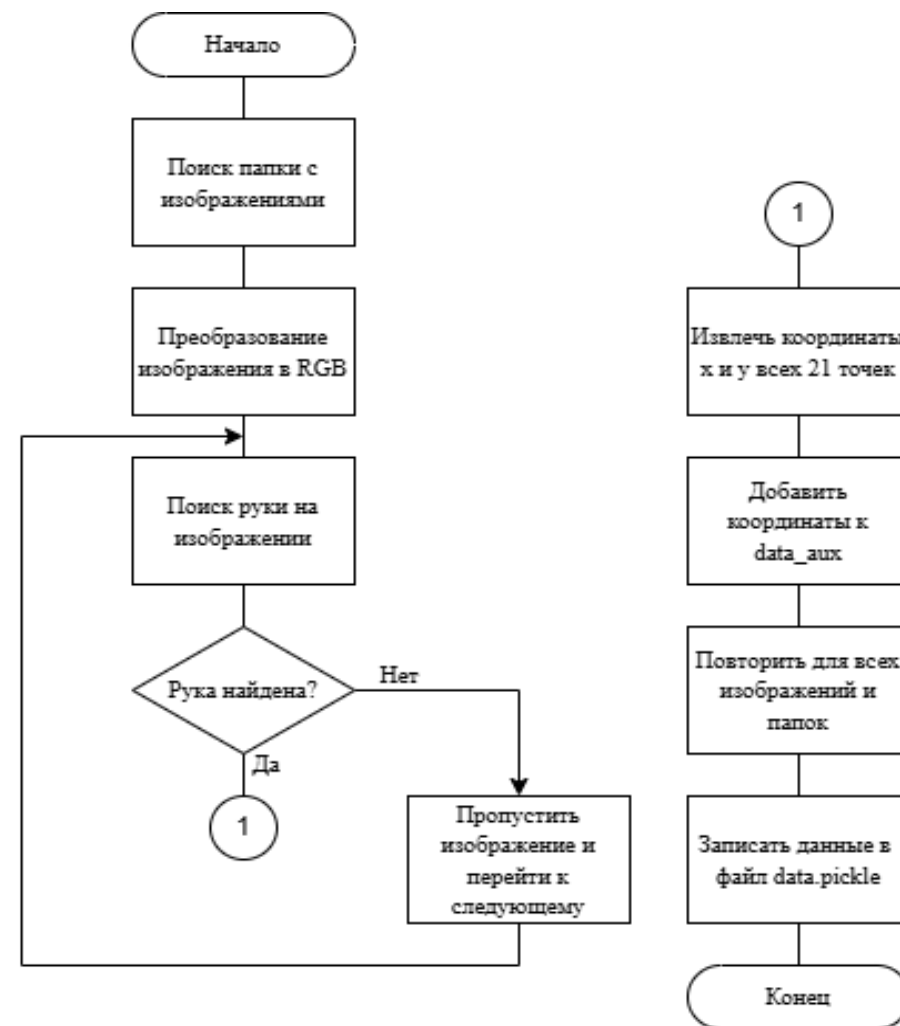 Начало
Поиск папки с
изображениями
Преобразование
изображения в RGB
Поиск руки на
изображении
Рука найдена?
Нет
Да
1
Пропустить
изображение и
перейти к
следующему
1
Извлечь координаты
x и y всех 21 точек
Добавить
координаты к
data_aux
Повторить для всех
изображений и
папок
Записать данные в
файл data.pickle
Конец